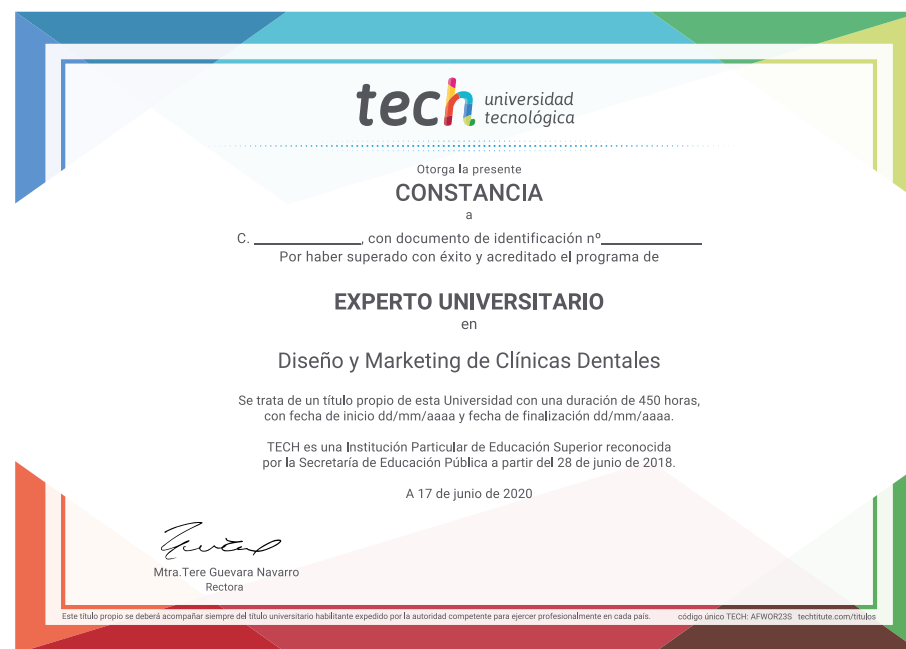 tech universidad
tecnológica
Otorga la presente
CONSTANCIA
a
C. ____________, con documento de identificación nº____________
Por haber superado con éxito y acreditado el programa de
EXPERTO UNIVERSITARIO
en
Diseño y Marketing de Clínicas Dentales
Se trata de un título propio de esta Universidad con una duración de 450 horas,
con fecha de inicio dd/mm/aaaa y fecha de finalización dd/mm/aaaa.
TECH es una Institución Particular de Educación Superior reconocida
por la Secretaría de Educación Pública a partir del 28 de junio de 2018.
A 17 de junio de 2020
Mtra.Tere Guevara Navarro
Rectora
Este título propio se deberá acompañar siempre del título universitario habilitante expedido por la autoridad competente para ejercer profesionalmente en cada país. código único TECH: AFWOR23S techtitute.com/titulos